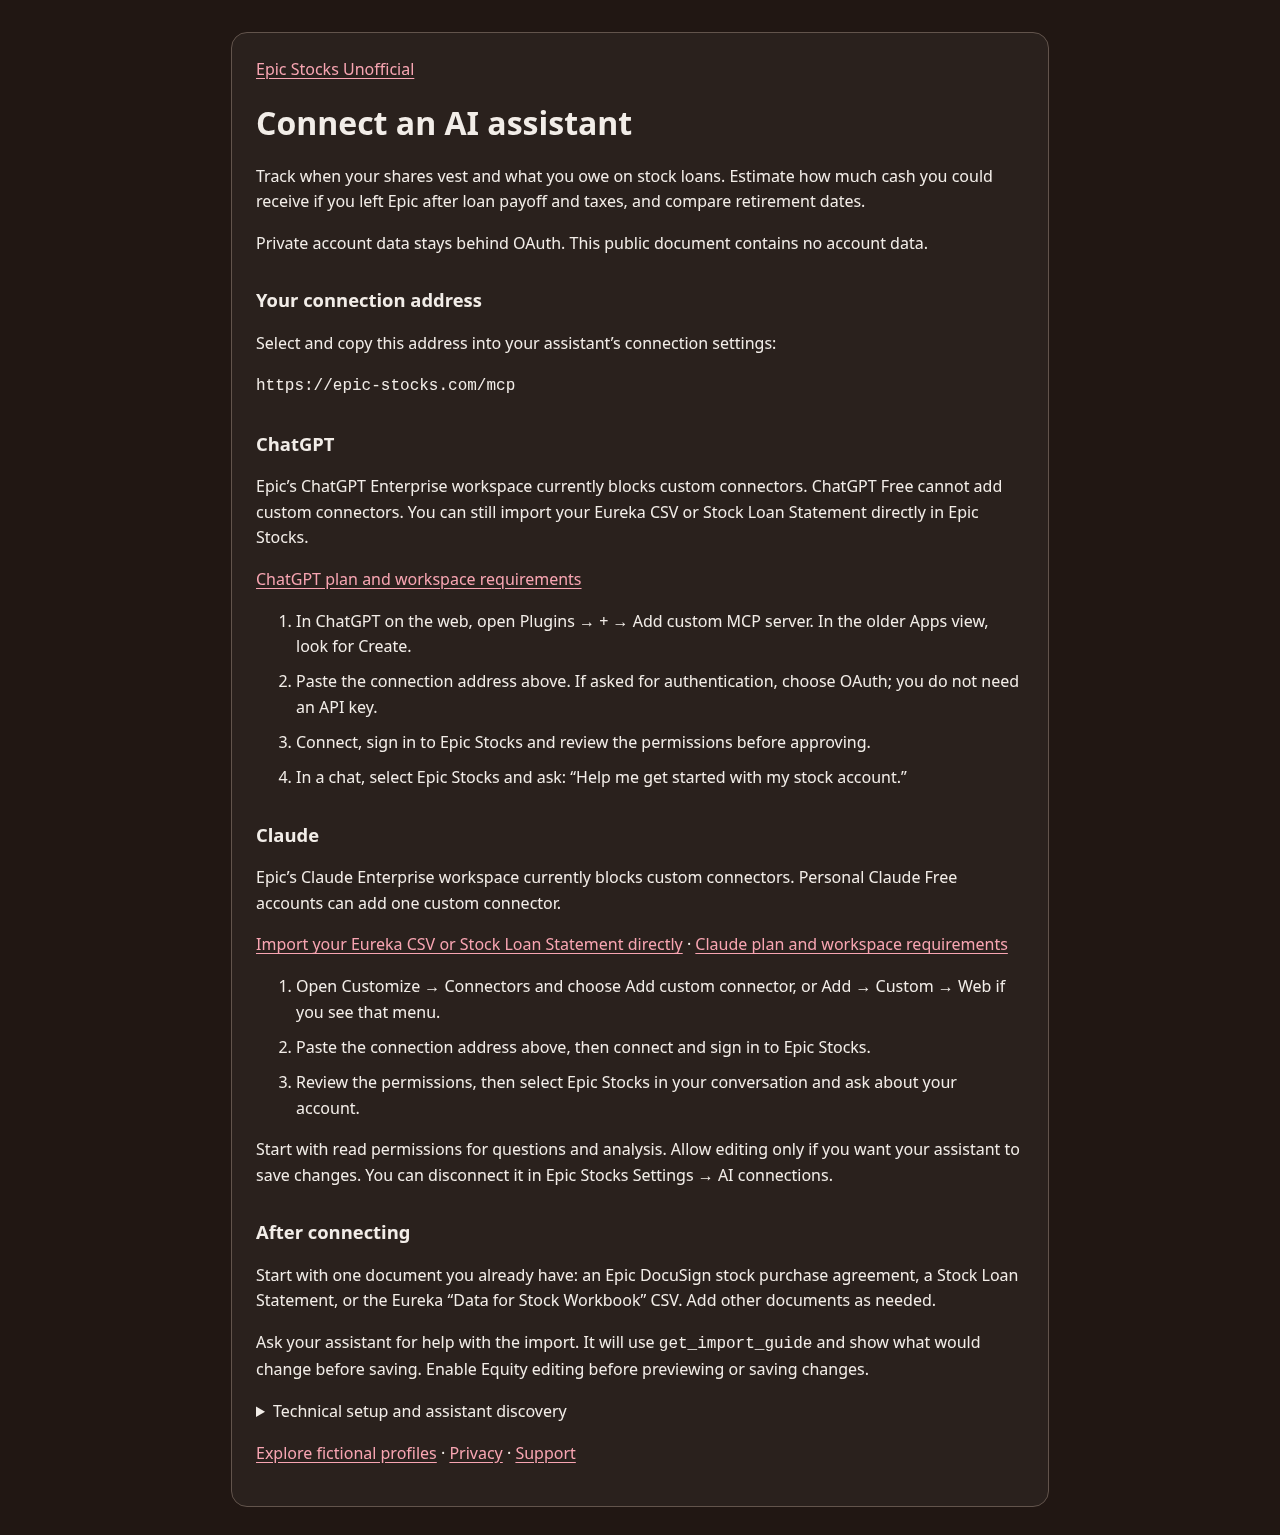 Epic Stocks Unofficial
Connect an AI assistant
Track when your shares vest and what you owe on stock loans. Estimate how much cash you could
receive if you left Epic after loan payoff and taxes, and compare retirement dates.
Private account data stays behind OAuth. This public document contains no account data.
Your connection address
Select and copy this address into your assistant’s connection settings:
https://epic-stocks.com/mcp
ChatGPT
Epic’s ChatGPT Enterprise workspace currently blocks custom connectors. ChatGPT Free cannot add
custom connectors. You can still import your Eureka CSV or Stock Loan Statement directly in Epic
Stocks.
ChatGPT plan and workspace requirements
1. In ChatGPT on the web, open Plugins → + → Add custom MCP server. In the older Apps view,
look for Create.
2. Paste the connection address above. If asked for authentication, choose OAuth; you do not need
an API key.
3. Connect, sign in to Epic Stocks and review the permissions before approving.
4. In a chat, select Epic Stocks and ask: “Help me get started with my stock account.”
Claude
Epic’s Claude Enterprise workspace currently blocks custom connectors. Personal Claude Free
accounts can add one custom connector.
Import your Eureka CSV or Stock Loan Statement directly · Claude plan and workspace requirements
1. Open Customize → Connectors and choose Add custom connector, or Add → Custom → Web if
you see that menu.
2. Paste the connection address above, then connect and sign in to Epic Stocks.
3. Review the permissions, then select Epic Stocks in your conversation and ask about your
account.
Start with read permissions for questions and analysis. Allow editing only if you want your assistant to
save changes. You can disconnect it in Epic Stocks Settings → AI connections.
After connecting
Start with one document you already have: an Epic DocuSign stock purchase agreement, a Stock Loan
Statement, or the Eureka “Data for Stock Workbook” CSV. Add other documents as needed.
Ask your assistant for help with the import. It will use get_import_guide and show what would
change before saving. Enable Equity editing before previewing or saving changes.
▶ Technical setup and assistant discovery
Explore fictional profiles · Privacy · Support